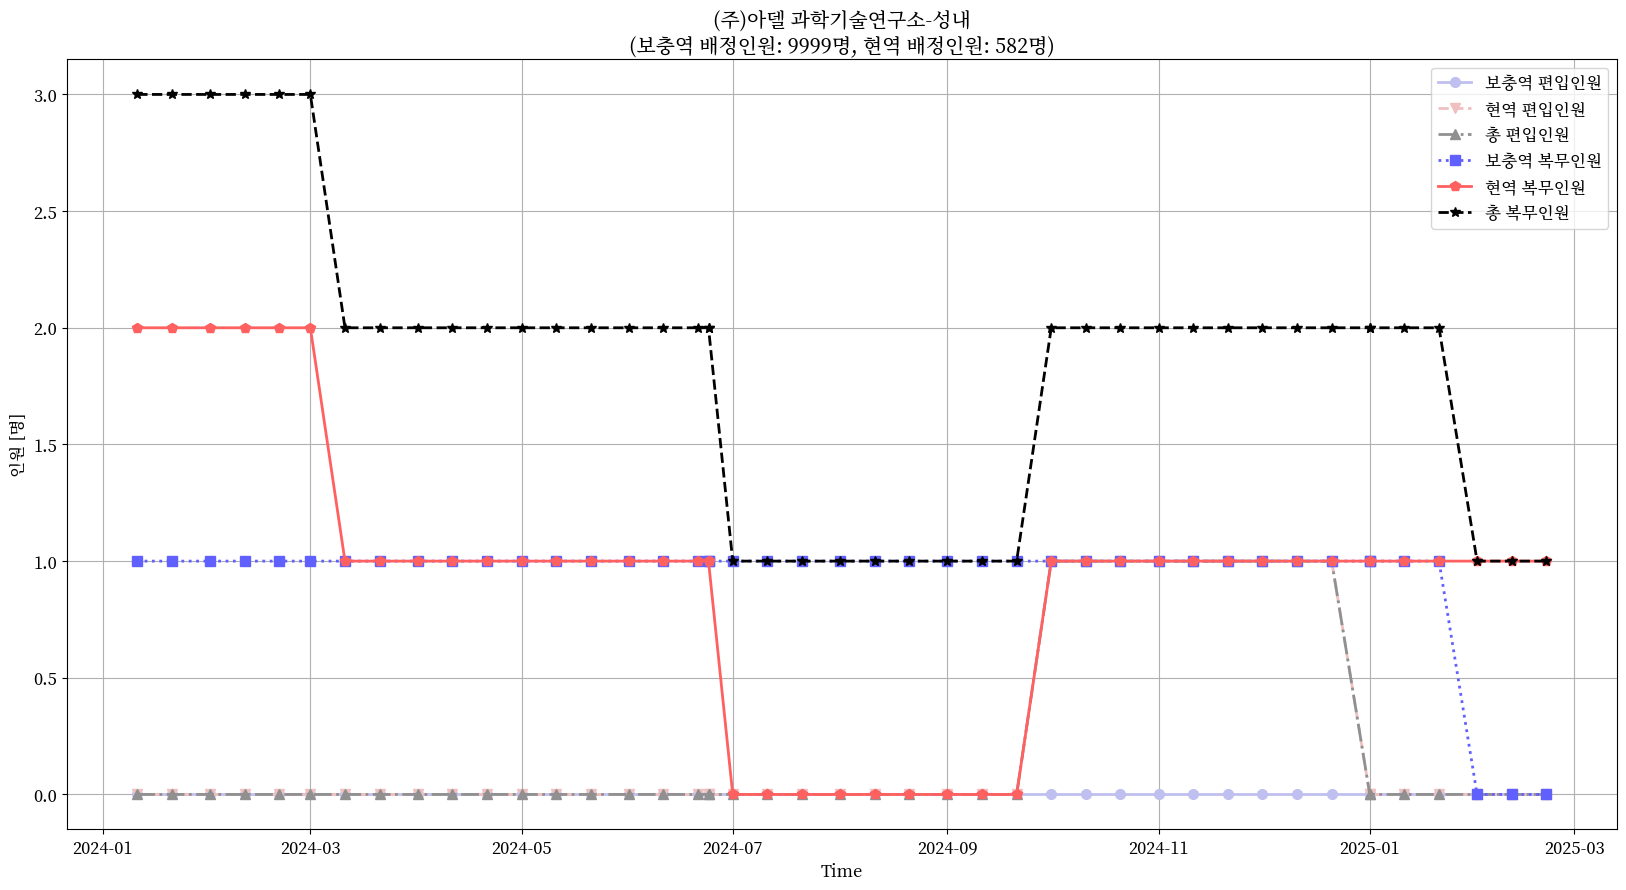 (주)아델 과학기술연구소-성내
(보충역 배정인원: 9999명, 현역 배정인원: 582명)
보충역 편입인원
현역 편입인원
총 편입인원
보충역 복무인원
현역 복무인원
총 복무인원
3.0
2.5
2.0
1.5
1.0
0.5
0.0
인원 [명]
2024-01
2024-03
2024-05
2024-07
2024-09
2024-11
2025-01
2025-03
Time